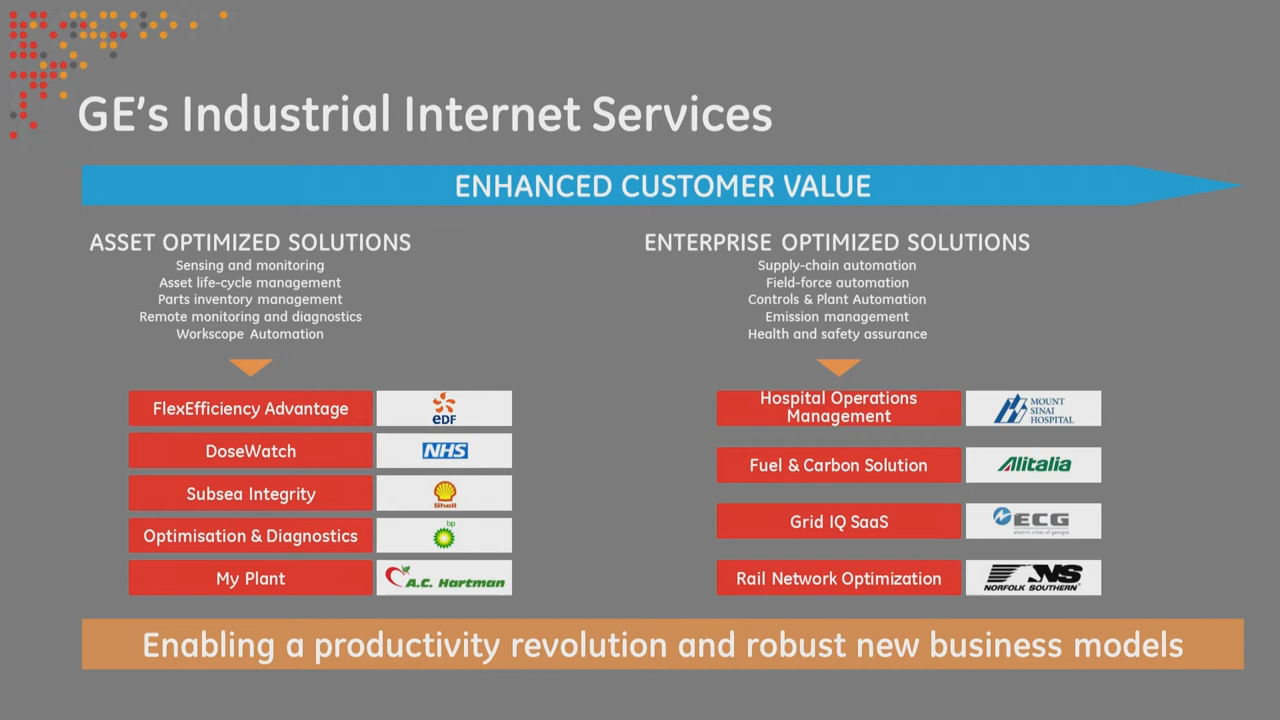 GE's Industrial Internet Services
ENHANCED CUSTOMER VALUE
ASSET OPTIMIZED SOLUTIONS
Sensing and monitoring
Asset life-cycle management
Parts inventory management
Remote monitoring and diagnostics
Workscope Automation
FlexEfficiency Advantage
eDF
DoseWatch
NHS
Subsea Integrity
Shell
Optimisation & Diagnostics
bp
My Plant
A.C. Hartman
ENTERPRISE OPTIMIZED SOLUTIONS
Supply-chain automation
Field-force automation
Controls & Plant Automation
Emission management
Health and safety assurance
Hospital Operations
Management
MOUNT
SINAI
HOSPITAL
Fuel & Carbon Solution
Alitalia
Grid IQ SaaS
ECG
electric cities of georgia
Rail Network Optimization
NS
NORFOLK SOUTHERN
Enabling a productivity revolution and robust new business models